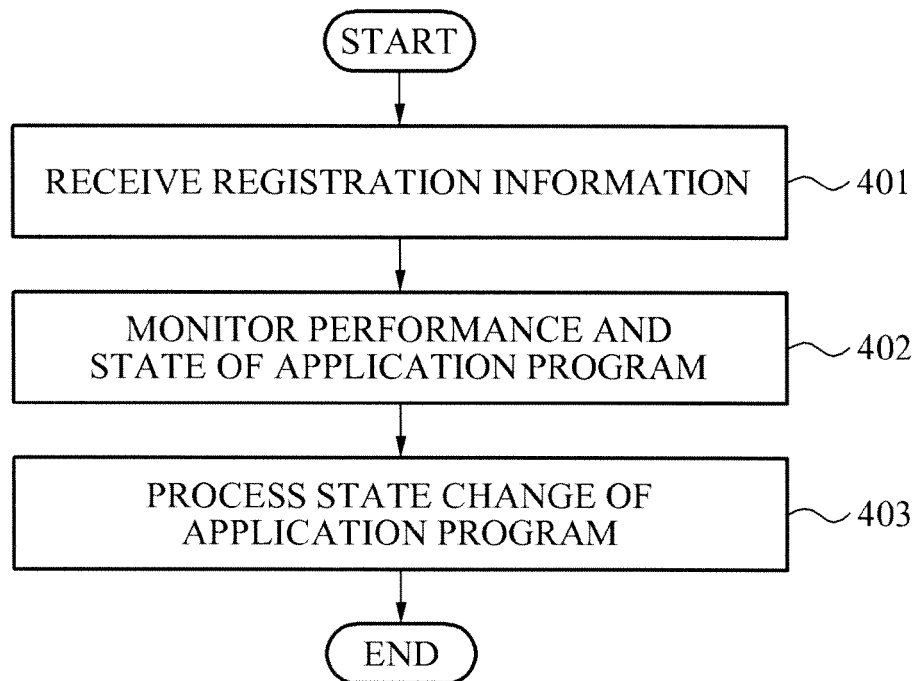 START
RECEIVE REGISTRATION INFORMATION
401
MONITOR PERFORMANCE AND
STATE OF APPLICATION PROGRAM
402
PROCESS STATE CHANGE OF
APPLICATION PROGRAM
403
END